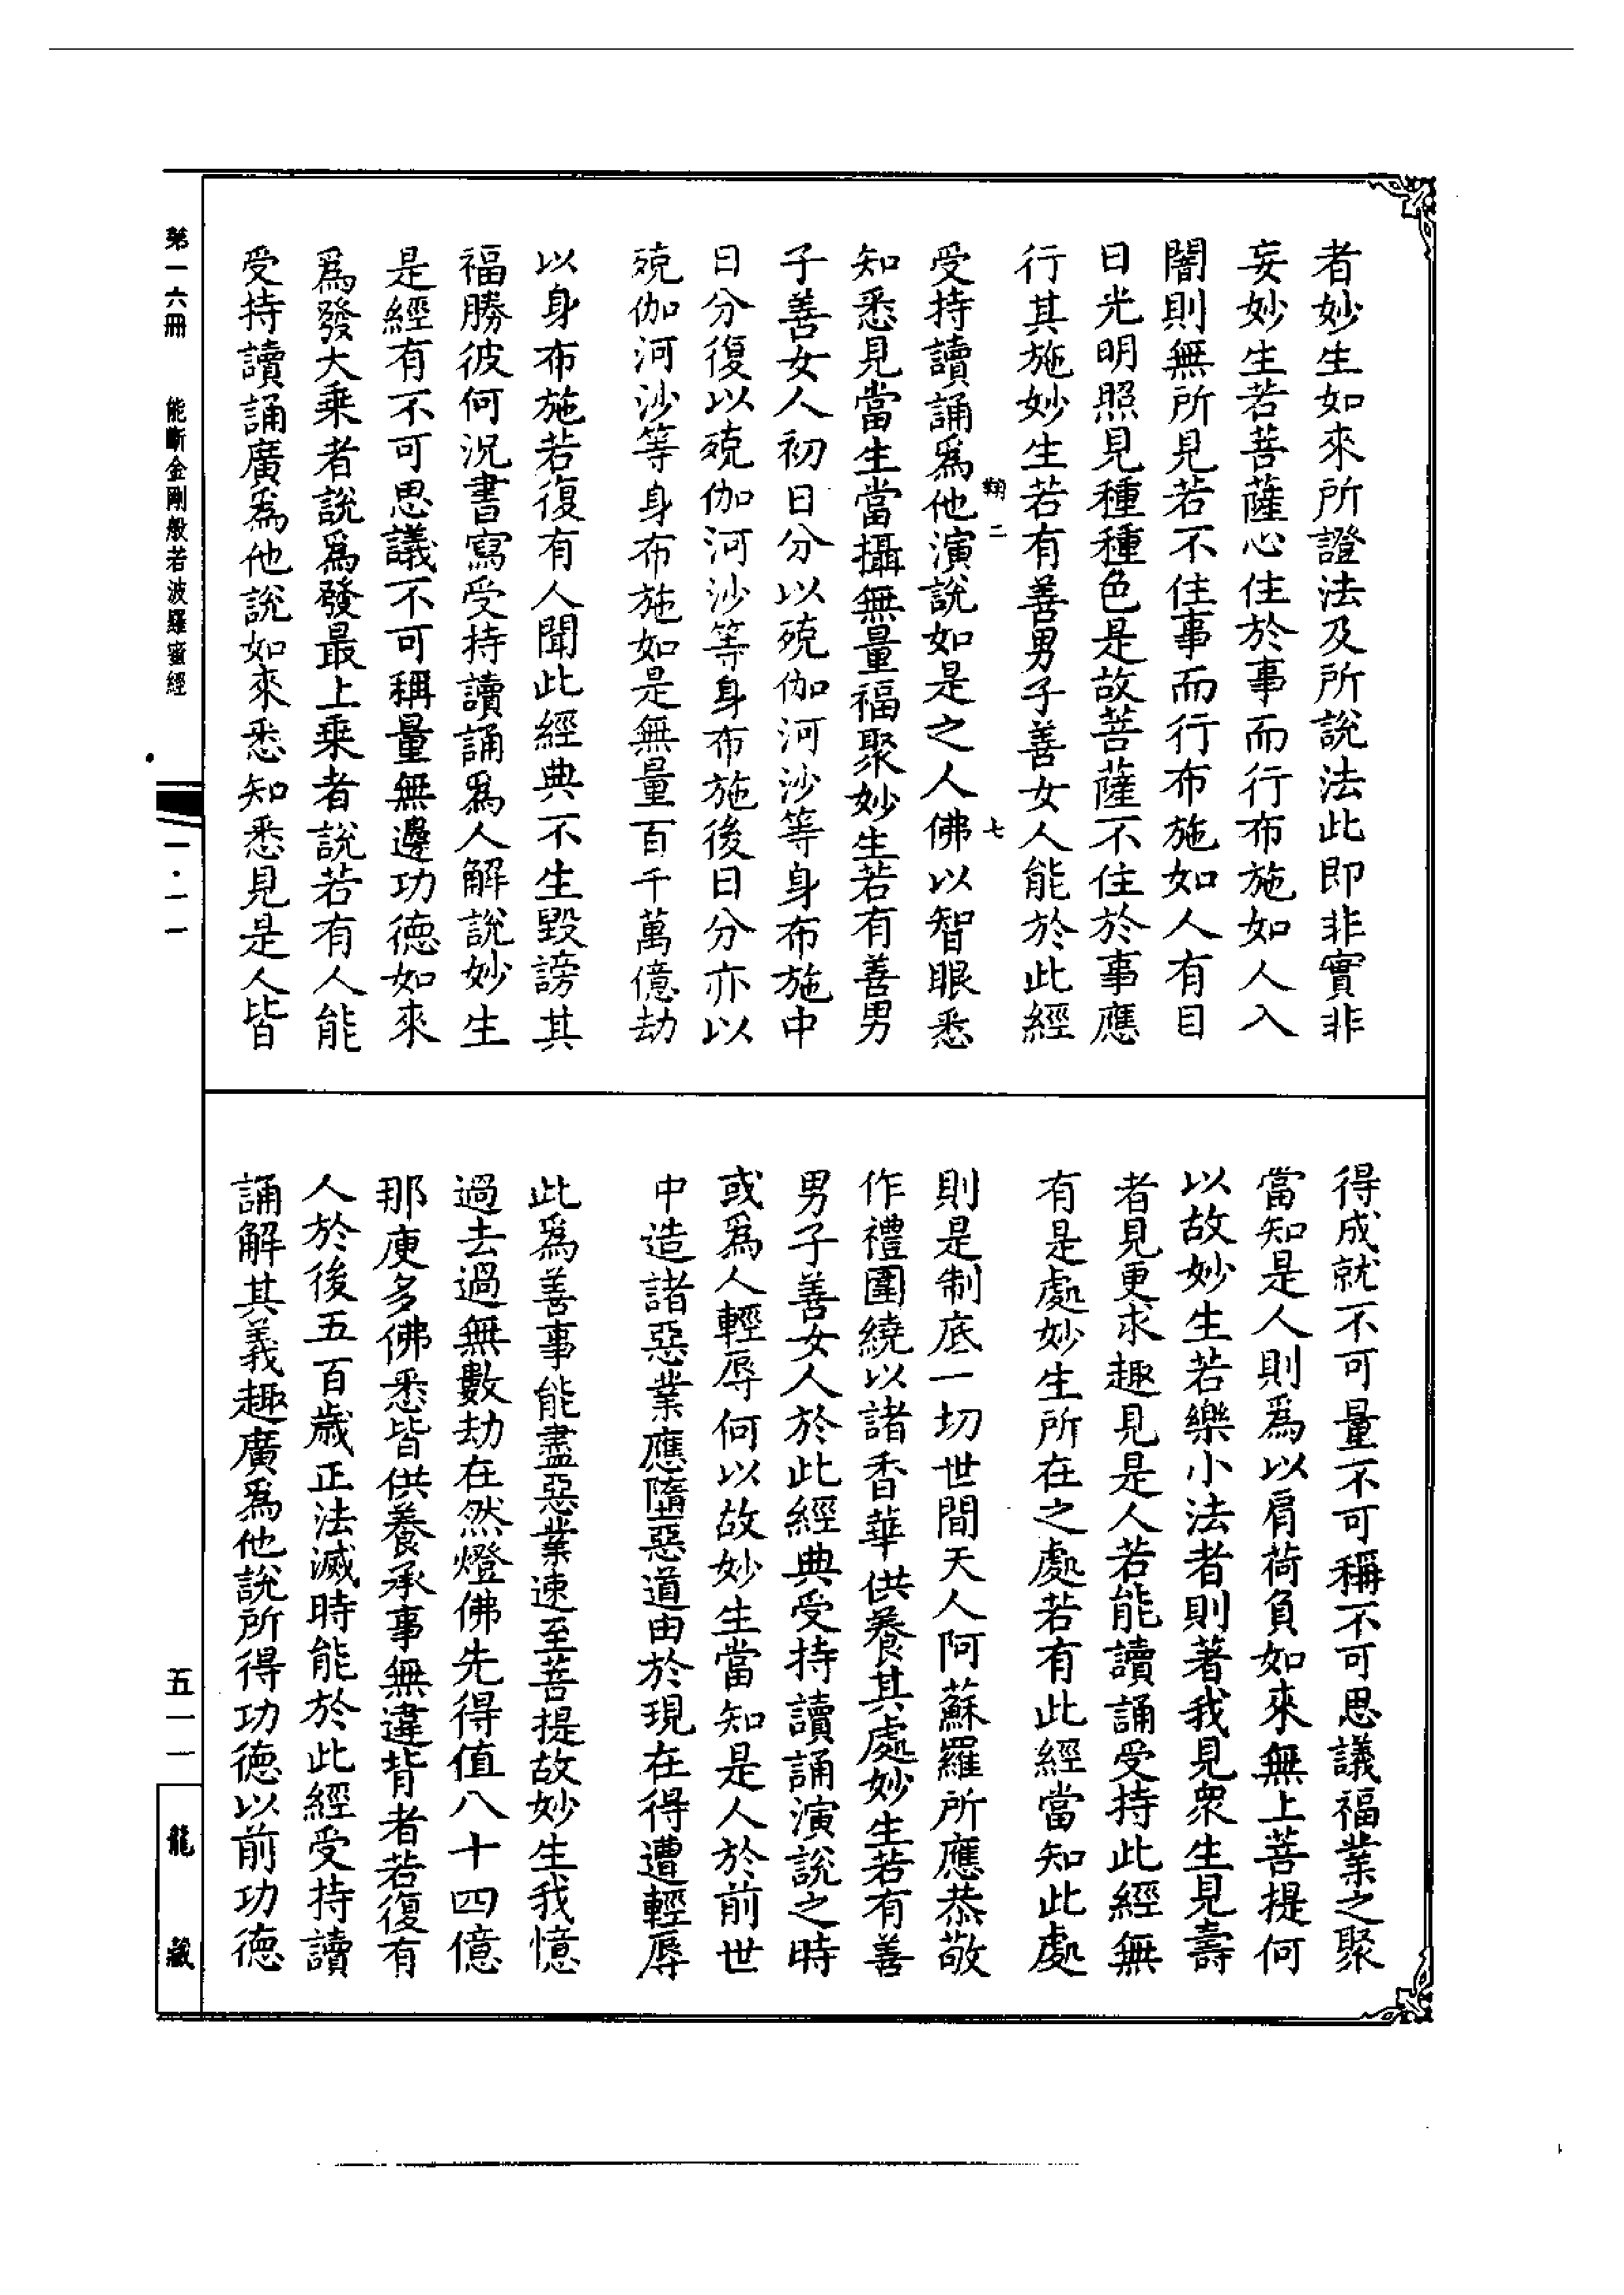 者妙生如來所證法及所說法此即非實非
妄妙生若菩薩心住於事而行布施如人入
闇則無所見若不住事而行布施如人有目
日光明照見種種色是故菩薩不住於事應
行其施妙生若有善男子善女人能於此經
翔二 七
受持讀誦爲他演說如是之人佛以智眼悉
知悉見當生當攝無量福聚妙生若有善男
子善女人初日分以殑伽河沙等身布施中
日分復以殑伽河沙等身布施後日分亦以
殑伽河沙等身布施如是無量百千萬億劫
以身布施若復有人聞此經典不生毀謗其
福勝彼何況書寫受持讀誦爲人解說妙生
是經有不可思議不可稱量無邊功德如來
爲發大乘者說爲發最上乘者說若有人能
受持讀誦廣爲他說如來悉知悉見是人皆
得成就不可量不可稱不可思議福業之聚
當知是人則爲以肩荷負如來無上菩提何
以故妙生若樂小法者則著我見衆生見壽
者見更求趣見是人若能讀誦受持此經無
有是處妙生所在之處若有此經當知此處
則是制底一切世間天人阿蘇羅所應恭敬
作禮圍繞以諸香華供養其處妙生若有善
男子善女人於此經典受持讀誦演說之時
或爲人輕辱何以故妙生當知是人於前世
中造諸惡業應墮惡道由於現在得遭輕辱
此爲善事能盡惡業速至菩提故妙生我憶
過去過無數劫在然燈佛先得值八十四億
那庾多佛悉皆供養承事無違背者若復有
人於後五百歲正法滅時能於此經受持讀
誦解其義趣廣爲他說所得功德以前功德
第一六冊 能斷金剛般若波羅蜜經
一·一一
五一一
龍藏